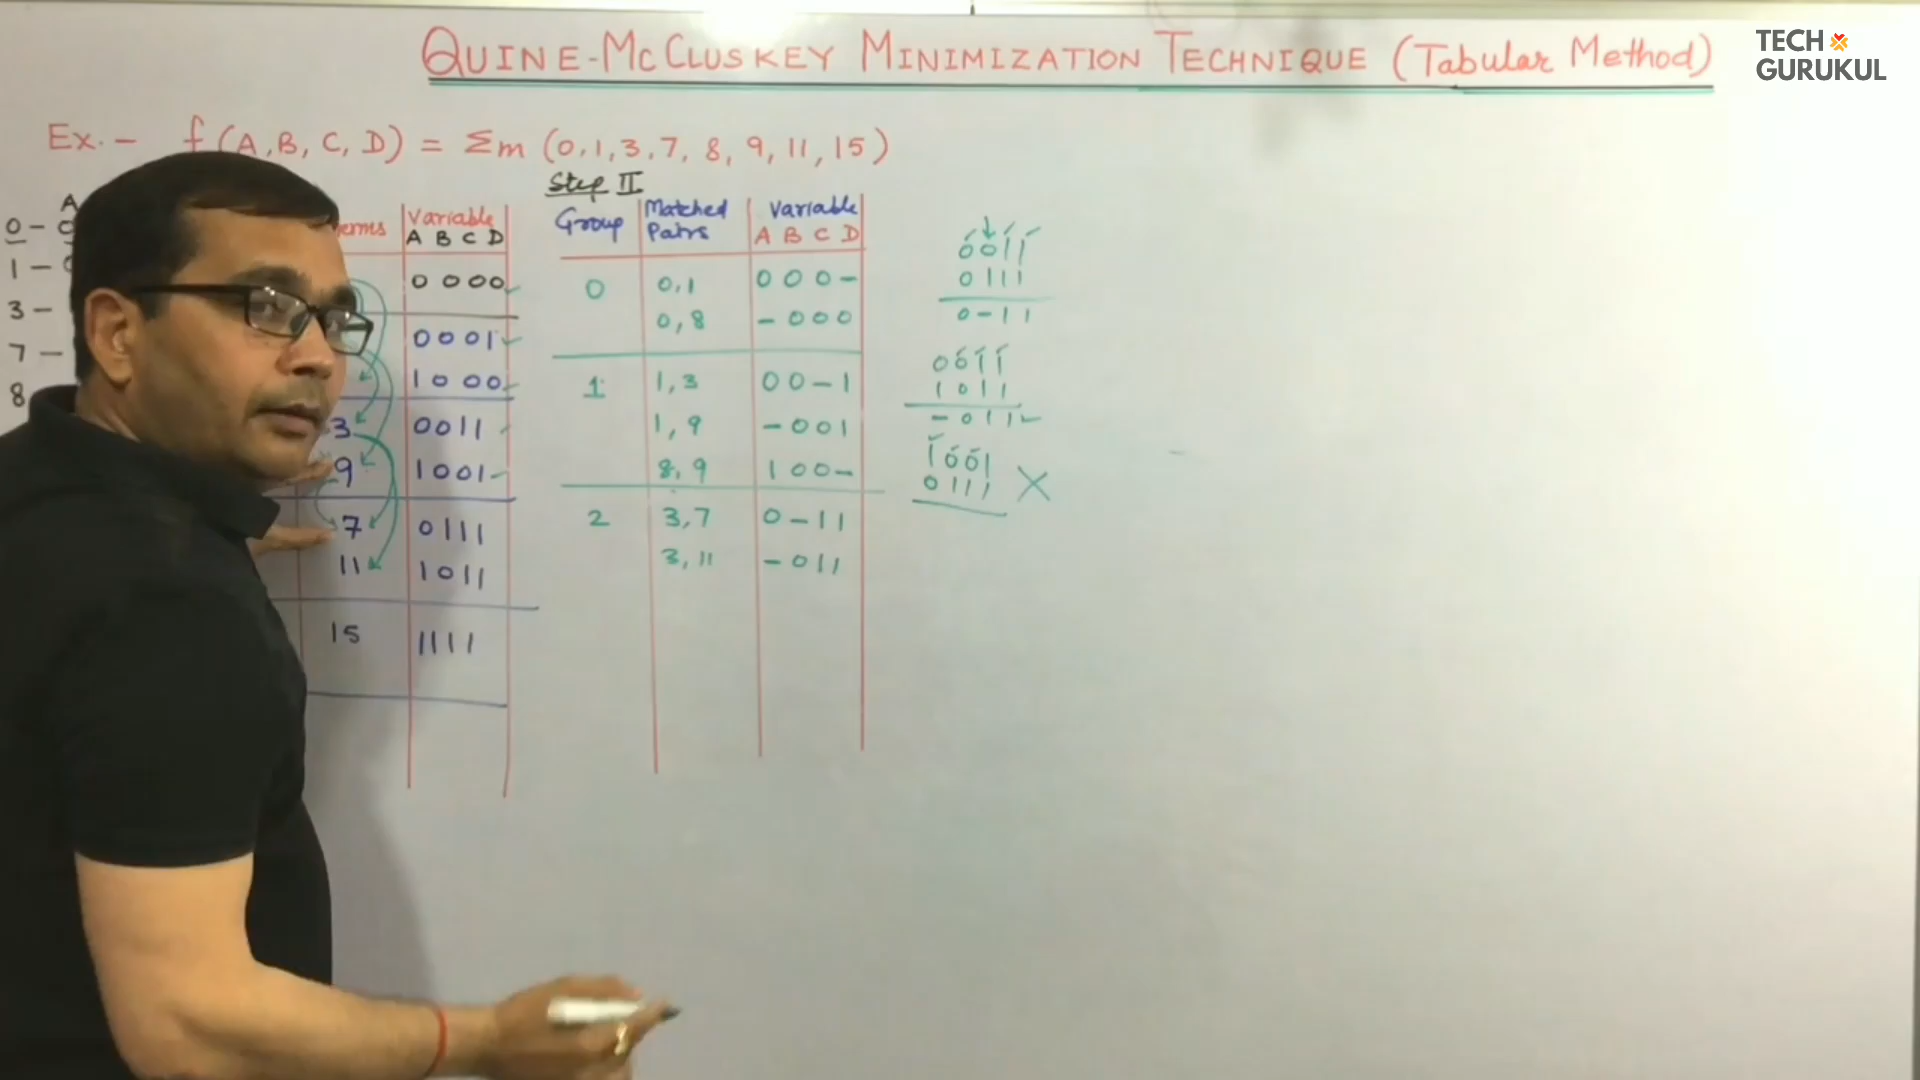 QUINE-McCLUSKEY MINIMIZATION TECHNIQUE (Tabular Method)
TECH
GURUKUL
Ex.- f(A,B,C,D) = Σm (0,1,3,7,8,9,11,15)
A
0 - 0
1 -
3 -
7 -
8
Variable
A B C D
0 0 0 0
0 0 0 1
1 0 0 0
3 0 0 1 1
9 1 0 0 1
7 0 1 1 1
11 1 0 1 1
15 1 1 1 1
Step II
Group Matched Pairs Variable
A B C D
0 0,1 0 0 0 -
0,8 - 0 0 0
1 1,3 0 0 - 1
1,9 - 0 0 1
8,9 1 0 0 -
2 3,7 0 - 1 1
3,11 - 0 1 1
0 0 1 1
0 1 1 1
0 - 1 1
0 0 1 1
1 0 1 1
- 0 1 1 ✓
1 0 0 1
0 1 1 1 ×